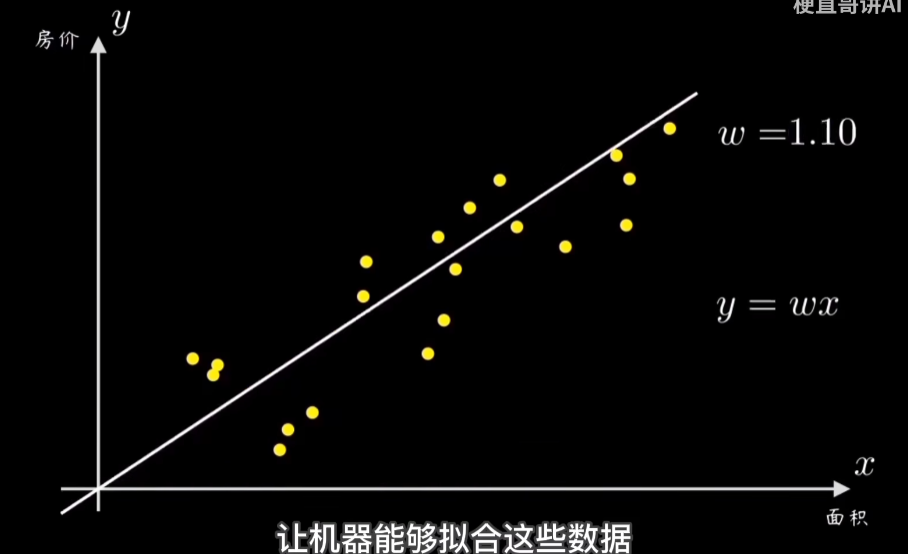 梗直哥讲AI
y
房价
w =1.10
y = wx
x
面积
让机器能够拟合这些数据